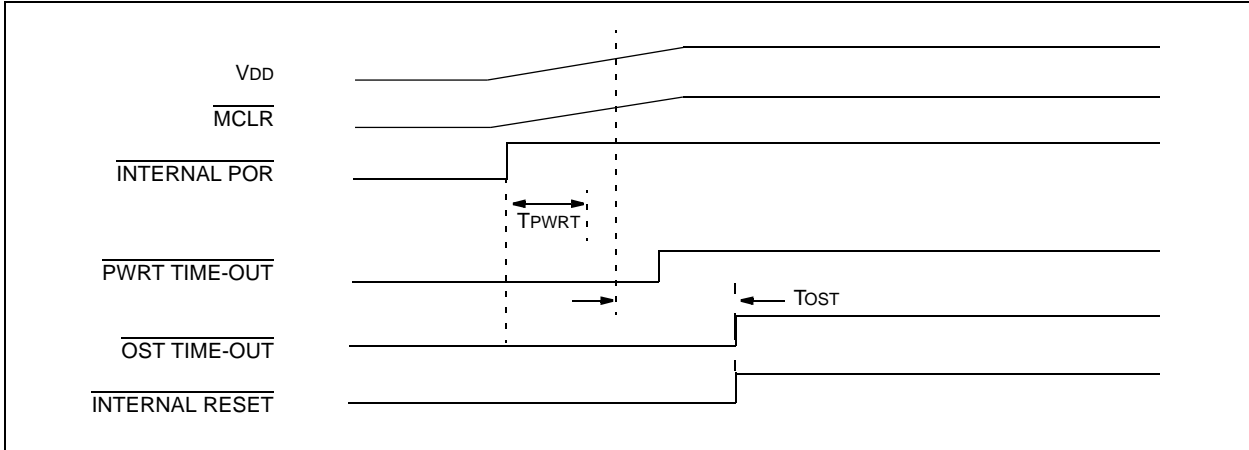 VDD
MCLR
INTERNAL POR
TPWRT
PWRT TIME-OUT
TOST
OST TIME-OUT
INTERNAL RESET